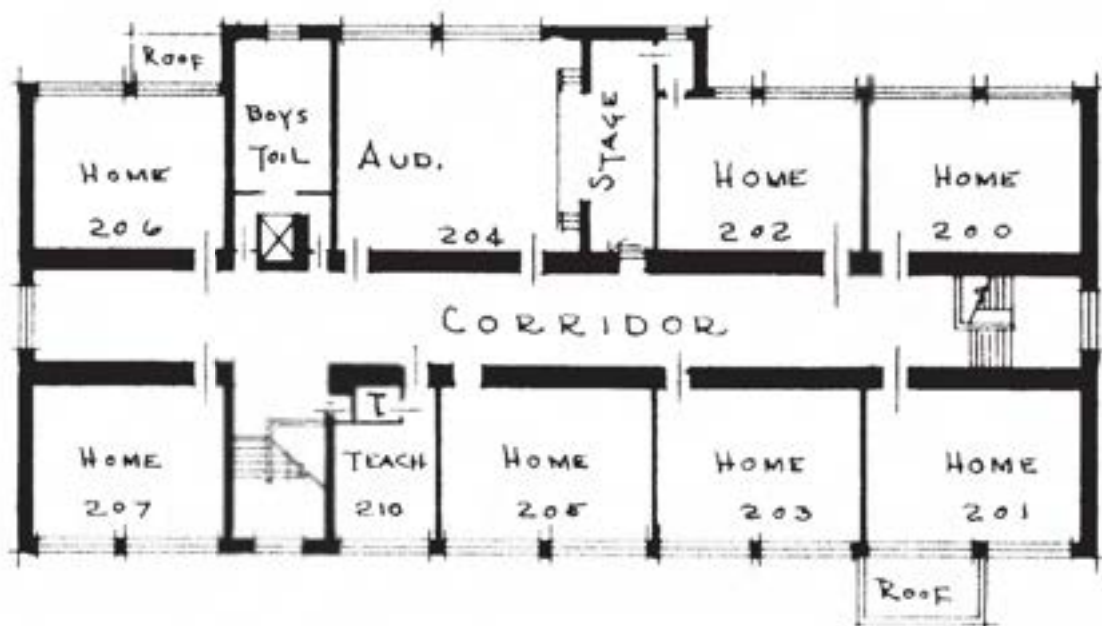 ROOF
BOYS
TOIL
AUD.
STAGE
HOME
206
204
HOME
202
HOME
200
CORRIDOR
T
HOME
207
TEACH
210
HOME
205
HOME
203
HOME
201
ROOF